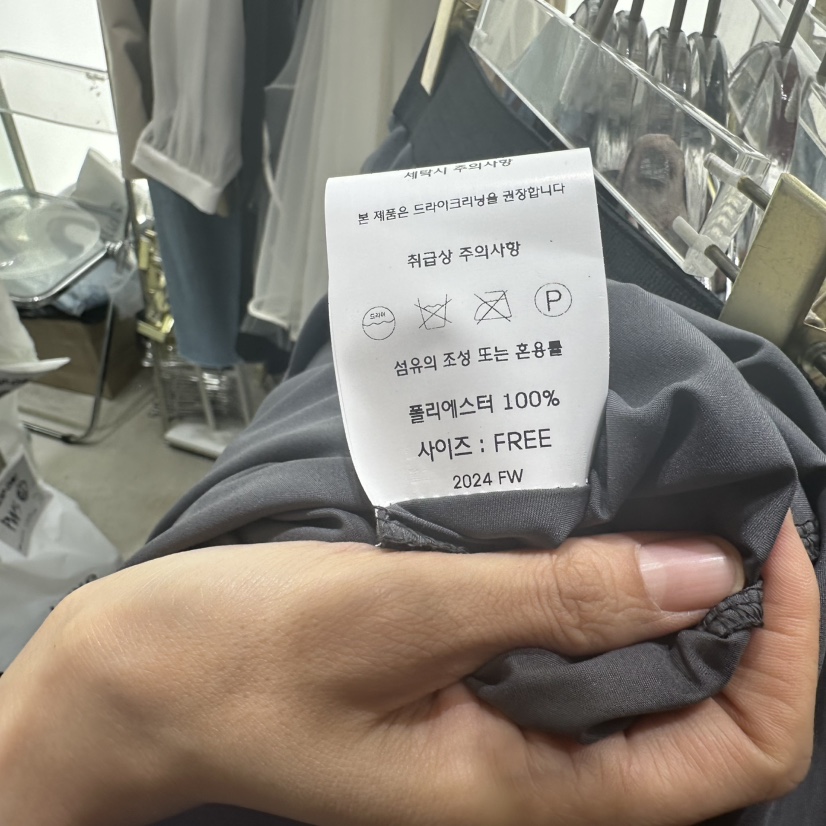 세탁시 주의사항
본 제품은 드라이크리닝을 권장합니다
취급상 주의사항
드라이
P
섬유의 조성 또는 혼용률
폴리에스터 100%
사이즈 : FREE
2024 FW